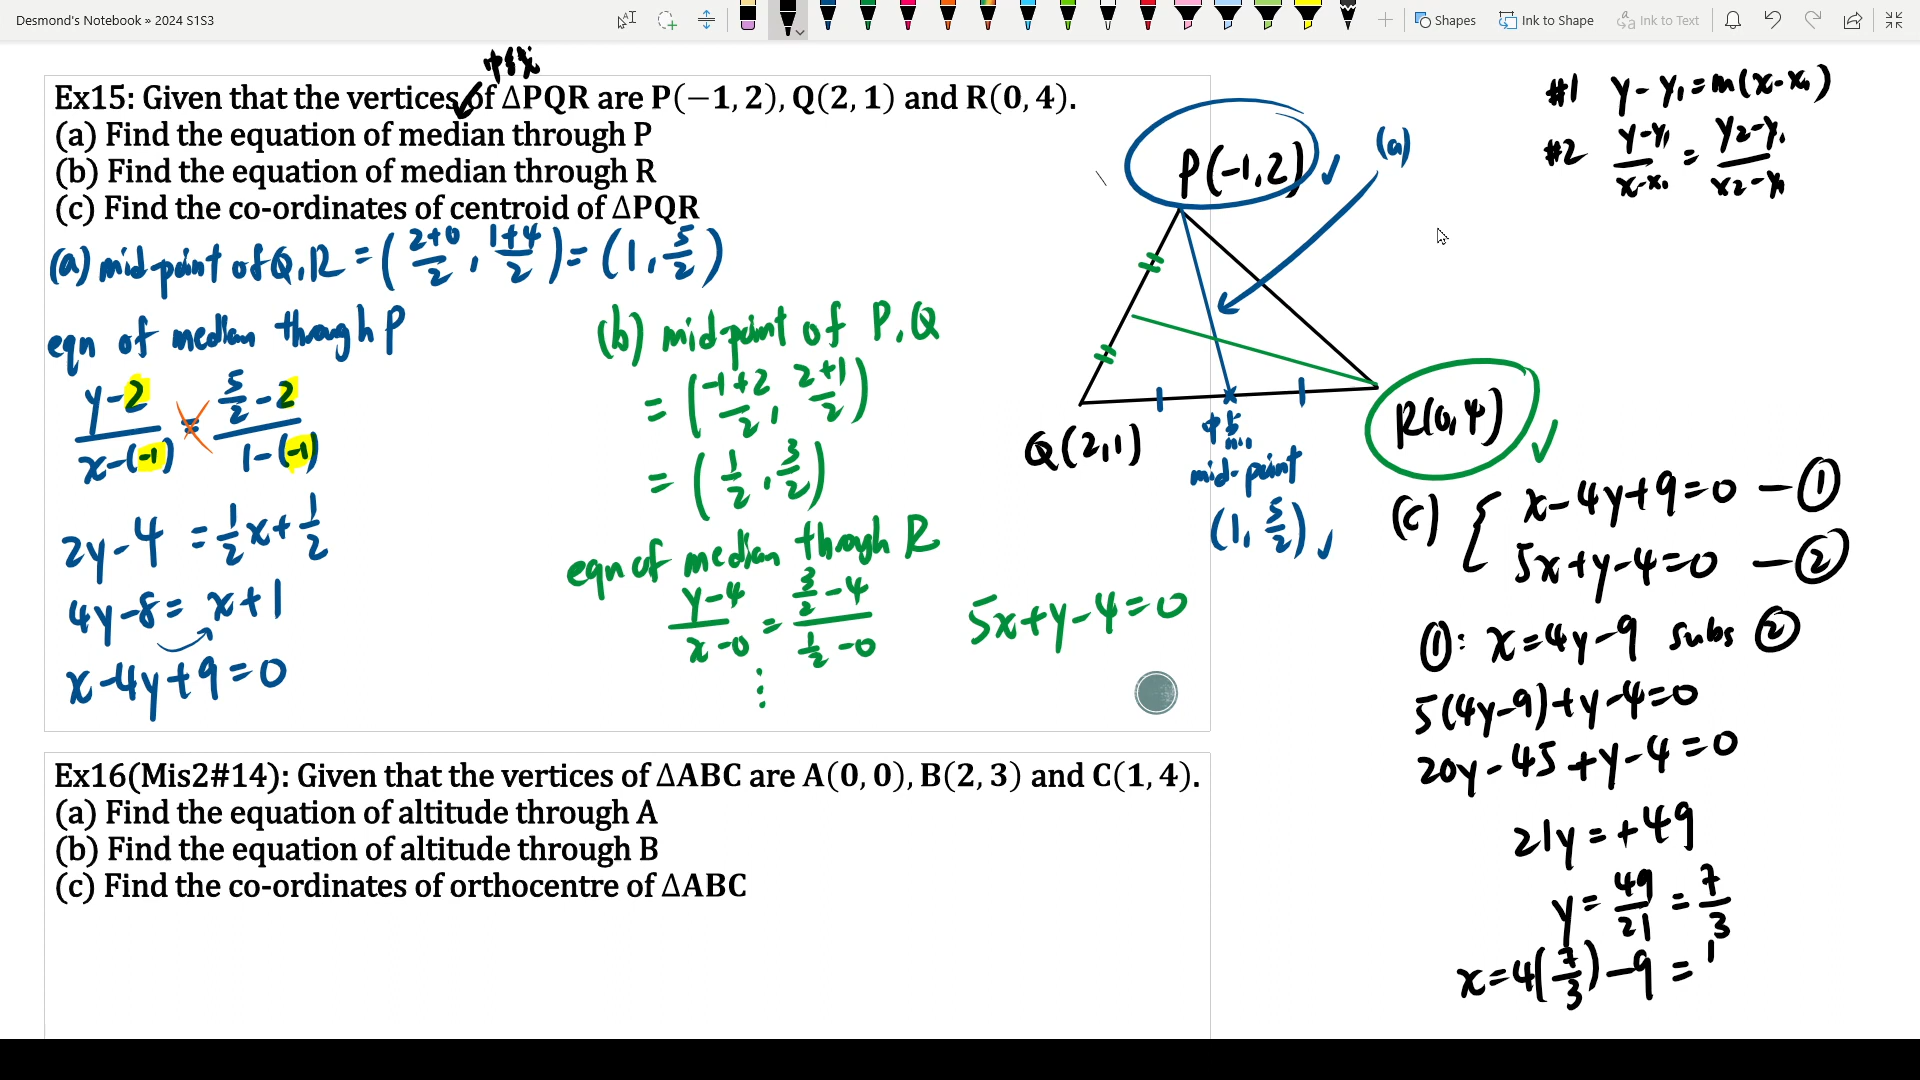 Desmond's Notebook » 2024 S1S3
Shapes
Ink to Shape
Ink to Text
Ex15: Given that the vertices of ΔPQR are P(−1, 2), Q(2, 1) and R(0, 4).
(a) Find the equation of median through P
(b) Find the equation of median through R
(c) Find the co-ordinates of centroid of ΔPQR
(a) mid-point of Q,R = (2+0/2, 1+4/2) = (1, 5/2)
eqn of median though P
y-2/x-(-1) = 5/2-2/1-(-1)
2y-4 = 1/2x+1/2
4y-8 = x+1
x-4y+9=0
(b) mid-point of P,Q
= (-1+2/2, 2+1/2)
= (1/2, 3/2)
eqn of median though R
y-4/x-0 = 3/2-4/1/2-0
⋮
5x+y-4=0
P(-1,2)
(a)
Q(2,1)
R(0,4)
mid-point
(1, 5/2)
#1 y-y₁=m(x-x₁)
#2 y-y₁/x-x₁ = y₂-y₁/x₂-y₁
(c) { x-4y+9=0 —①
5x+y-4=0 —②
①: x=4y-9 subs ②
5(4y-9)+y-4=0
20y-45+y-4=0
21y=+49
y=49/21=7/3
x=4(7/3)-9=1
Ex16(Mis2#14): Given that the vertices of ΔABC are A(0, 0), B(2, 3) and C(1, 4).
(a) Find the equation of altitude through A
(b) Find the equation of altitude through B
(c) Find the co-ordinates of orthocentre of ΔABC